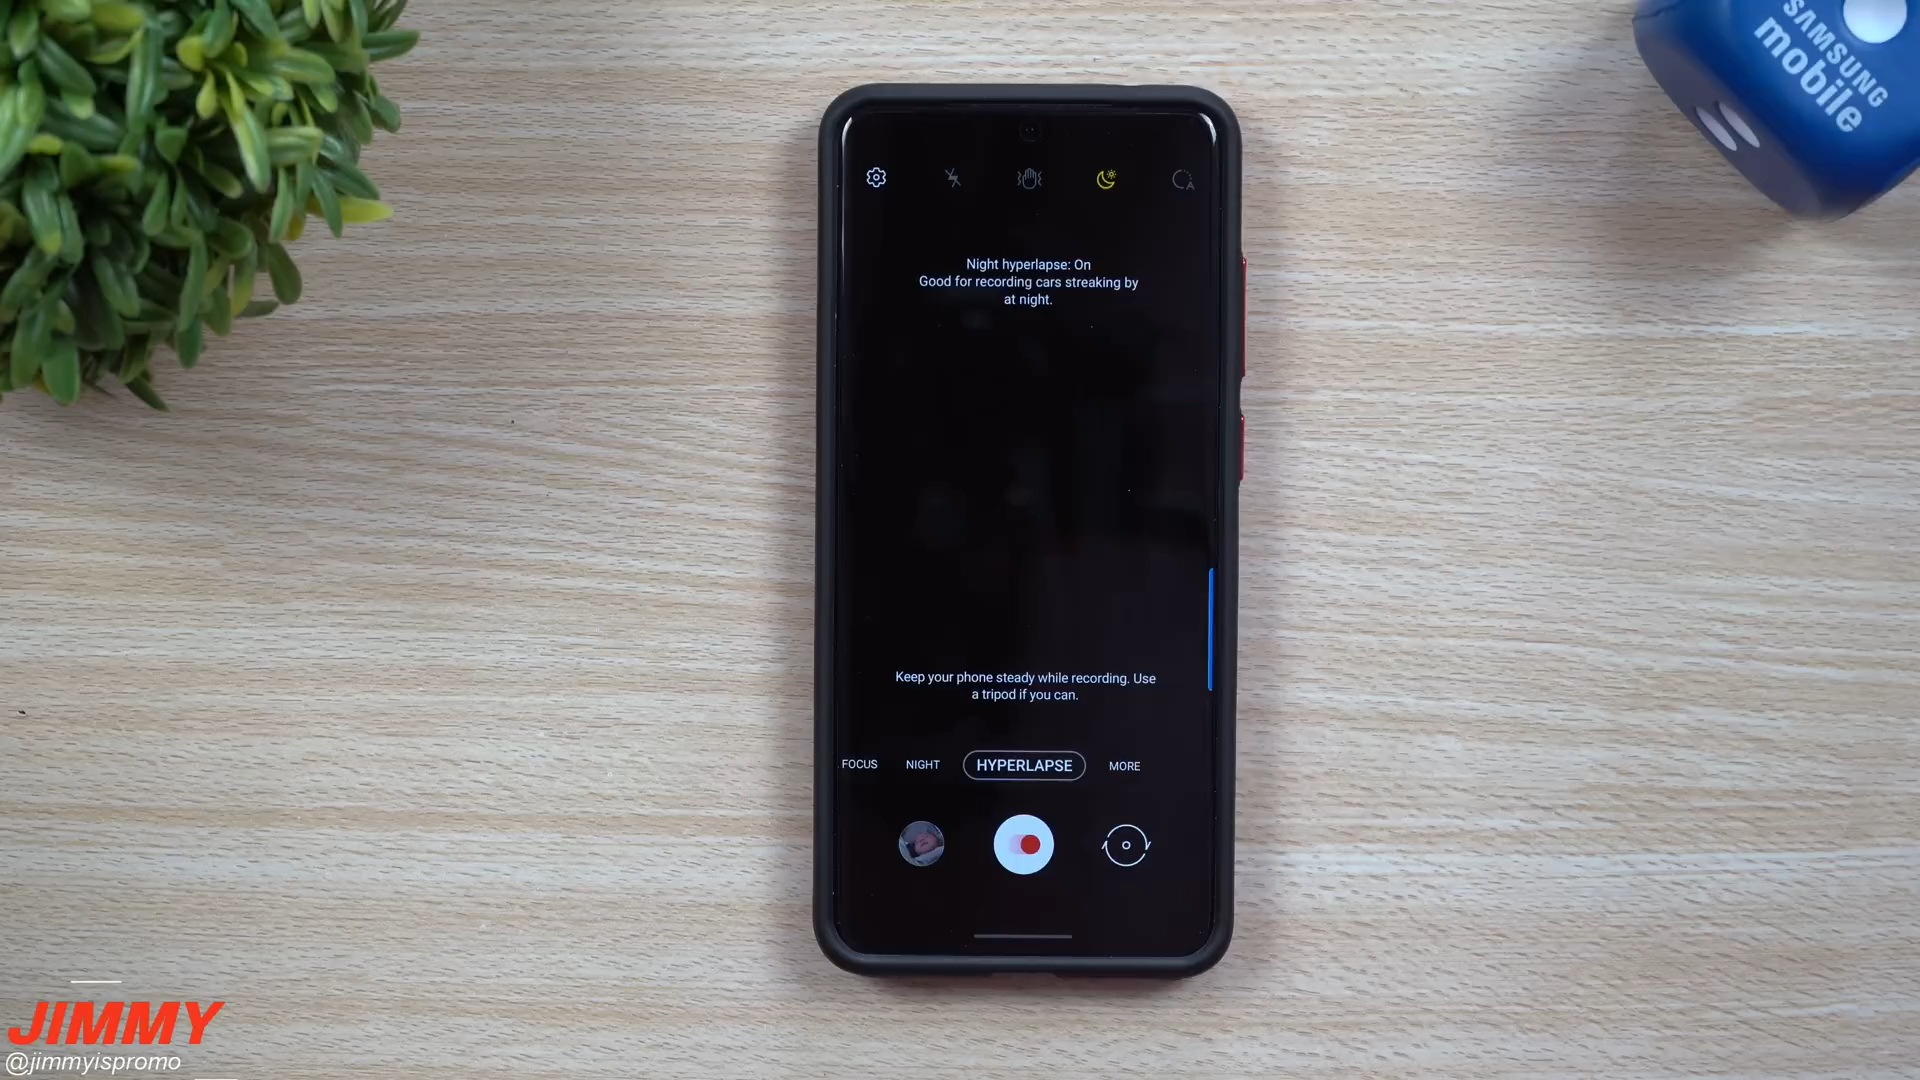 SAMSUNG
mobile
A
Night hyperlapse: On
Good for recording cars streaking by
at night.
Keep your phone steady while recording. Use
a tripod if you can.
FOCUS NIGHT HYPERLAPSE MORE
JIMMY
@jimmyispromo